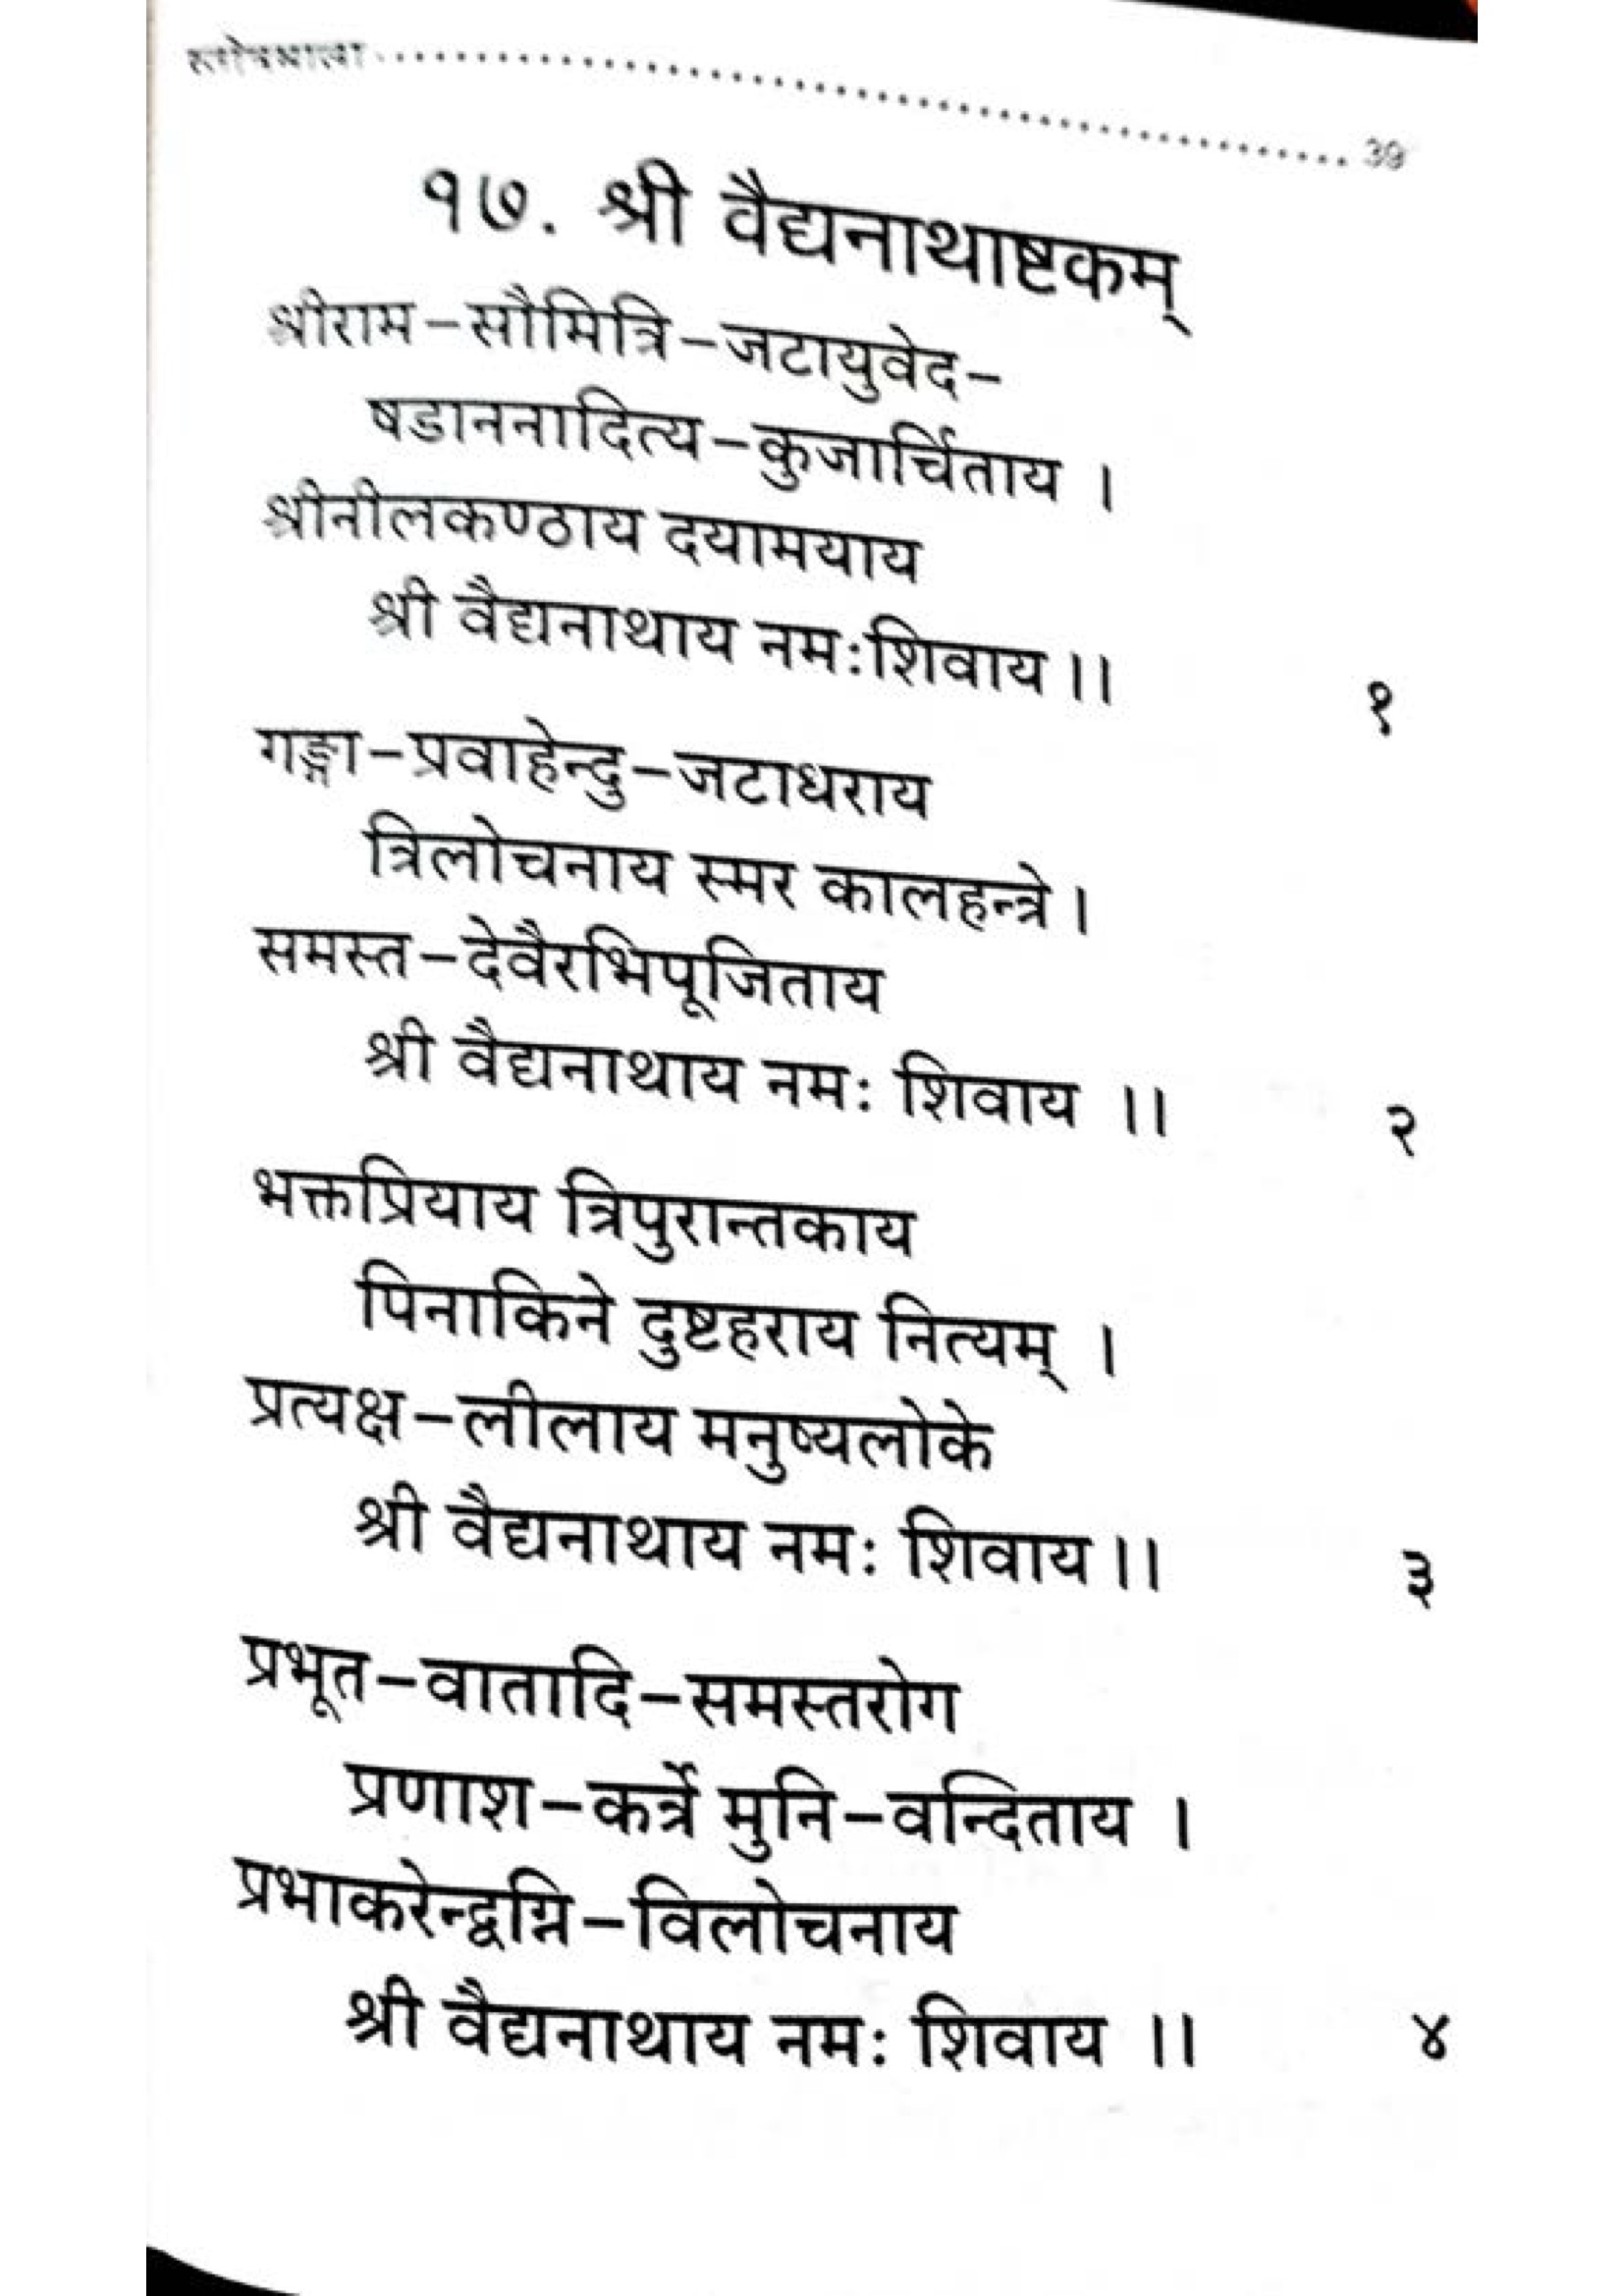 स्तोत्रमाला ........................................ 39
१७. श्री वैद्यनाथाष्टकम्
श्रीराम-सौमित्रि-जटायुवेद-
षडाननादित्य-कुजार्चिताय ।
श्रीनीलकण्ठाय दयामयाय
श्री वैद्यनाथाय नमःशिवाय ।। १
गङ्गा-प्रवाहेन्दु-जटाधराय
त्रिलोचनाय स्मर कालहन्त्रे ।
समस्त-देवैरभिपूजिताय
श्री वैद्यनाथाय नमः शिवाय ।। २
भक्तप्रियाय त्रिपुरान्तकाय
पिनाकिने दुष्टहराय नित्यम् ।
प्रत्यक्ष-लीलाय मनुष्यलोके
श्री वैद्यनाथाय नमः शिवाय ।। ३
प्रभूत-वातादि-समस्तरोग
प्रणाश-कर्त्रे मुनि-वन्दिताय ।
प्रभाकरेन्द्वग्नि-विलोचनाय
श्री वैद्यनाथाय नमः शिवाय ।। ४